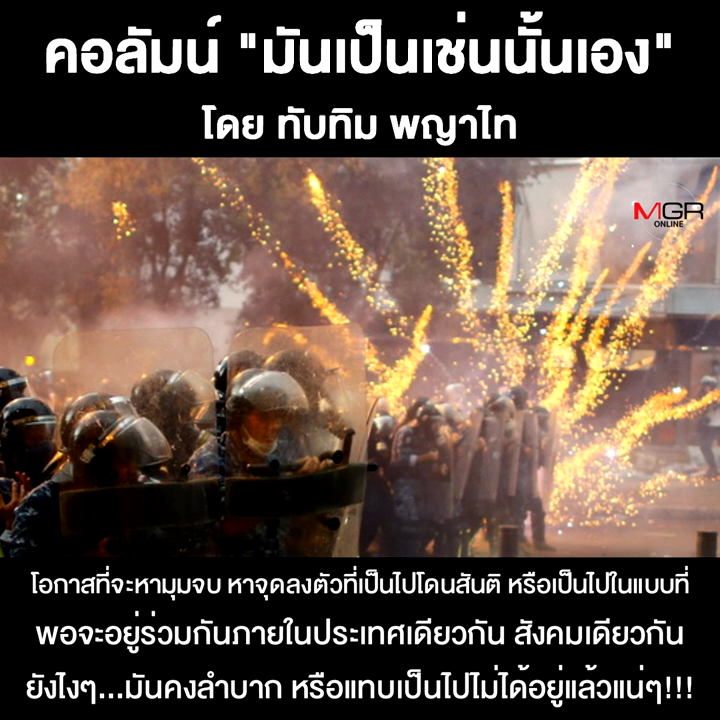 คอลัมน์ "มันเป็นเช่นนั้นเอง"
โดย ทับทิม พญาไท
MGR
ONLINE
โอกาสที่จะหามุมจบ หาจุดลงตัวที่เป็นไปโดนสันติ หรือเป็นไปในแบบที่
พอจะอยู่ร่วมกันภายในประเทศเดียวกัน สังคมเดียวกัน
ยังไงๆ...มันคงลำบาก หรือแทบเป็นไปไม่ได้อยู่แล้วแน่ๆ!!!